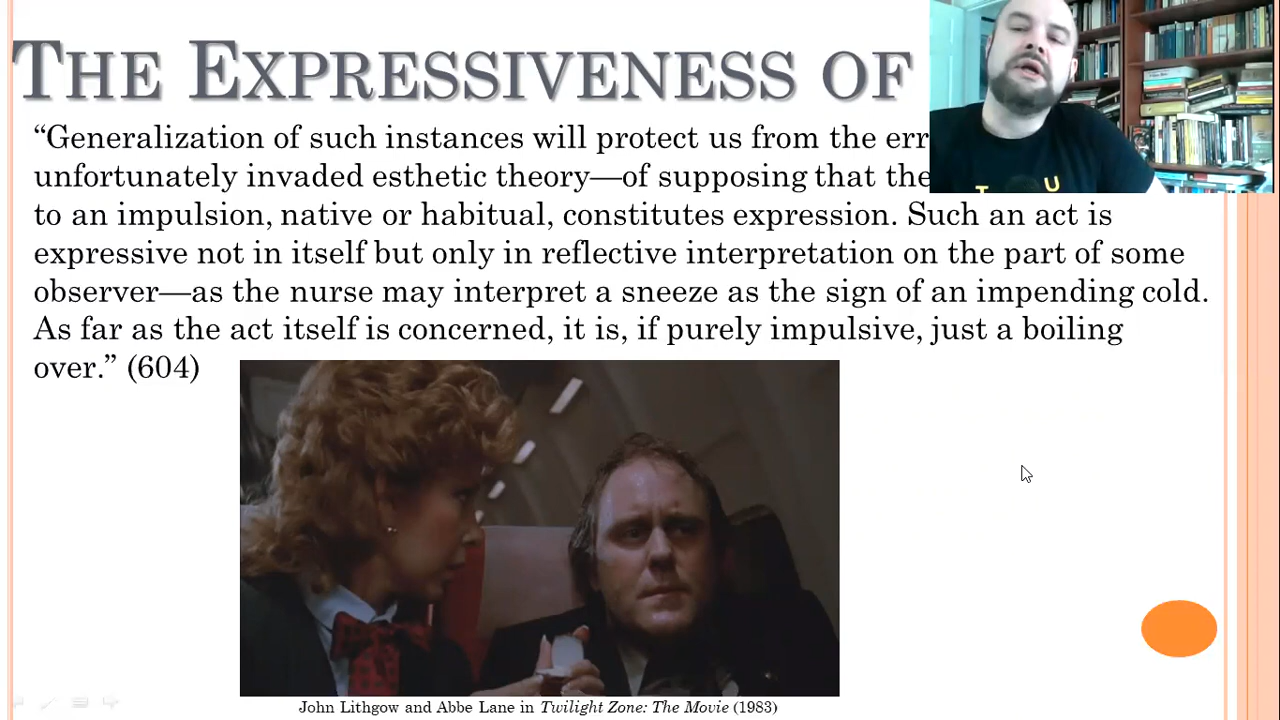 THE EXPRESSIVENESS OF
“Generalization of such instances will protect us from the
unfortunately invaded esthetic theory—of supposing that
to an impulsion, native or habitual, constitutes expression. Such an act is
expressive not in itself but only in reflective interpretation on the part of some
observer—as the nurse may interpret a sneeze as the sign of an impending cold.
As far as the act itself is concerned, it is, if purely impulsive, just a boiling
over.” (604)
T U
John Lithgow and Abbe Lane in Twilight Zone: The Movie (1983)